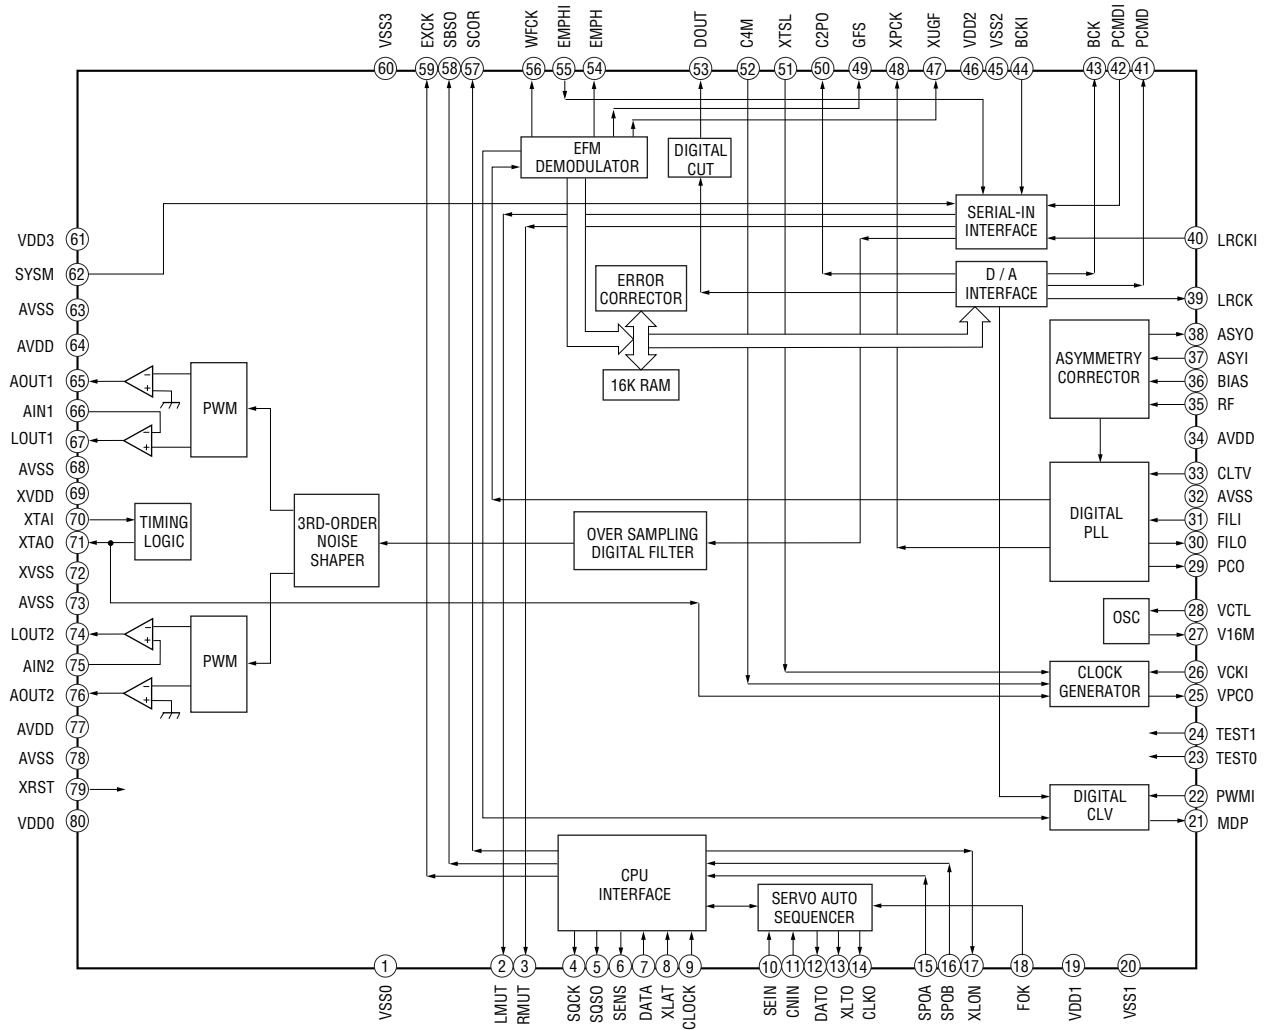 VSS3
EXCK
SBSO
SCOR
WFCK
EMPHI
EMPH
DOUT
C4M
XTSL
C2PO
GFS
XPCK
XUGF
VDD2
VSS2
BCKI
BCK
PCMDI
PCMD
60 59 58 57 56 55 54 53 52 51 50 49 48 47 46 45 44 43 42 41
EFM
DEMODULATOR
DIGITAL
CUT
SERIAL-IN
INTERFACE
D / A
INTERFACE
ERROR
CORRECTOR
16K RAM
ASYMMETRY
CORRECTOR
PWM
TIMING
LOGIC
3RD-ORDER
NOISE
SHAPER
OVER SAMPLING
DIGITAL FILTER
DIGITAL
PLL
OSC
PWM
CLOCK
GENERATOR
DIGITAL
CLV
CPU
INTERFACE
SERVO AUTO
SEQUENCER
− +
− +
− +
− +
VDD3 61
SYSM 62
AVSS 63
AVDD 64
AOUT1 65
AIN1 66
LOUT1 67
AVSS 68
XVDD 69
XTAI 70
XTAO 71
XVSS 72
AVSS 73
LOUT2 74
AIN2 75
AOUT2 76
AVDD 77
AVSS 78
XRST 79
VDD0 80
40 LRCKI
39 LRCK
38 ASYO
37 ASYI
36 BIAS
35 RF
34 AVDD
33 CLTV
32 AVSS
31 FILI
30 FILO
29 PCO
28 VCTL
27 V16M
26 VCKI
25 VPCO
24 TEST1
23 TEST0
22 PWMI
21 MDP
1 2 3 4 5 6 7 8 9 10 11 12 13 14 15 16 17 18 19 20
VSS0
LMUT
RMUT
SQCK
SQSO
SENS
DATA
XLAT
CLOCK
SEIN
CNIN
DATO
XLTO
CLKO
SPOA
SPOB
XLON
FOK
VDD1
VSS1